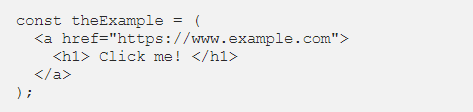 const theExample = (
  <a href="https://www.example.com">
    <h1> Click me! </h1>
  </a>
);